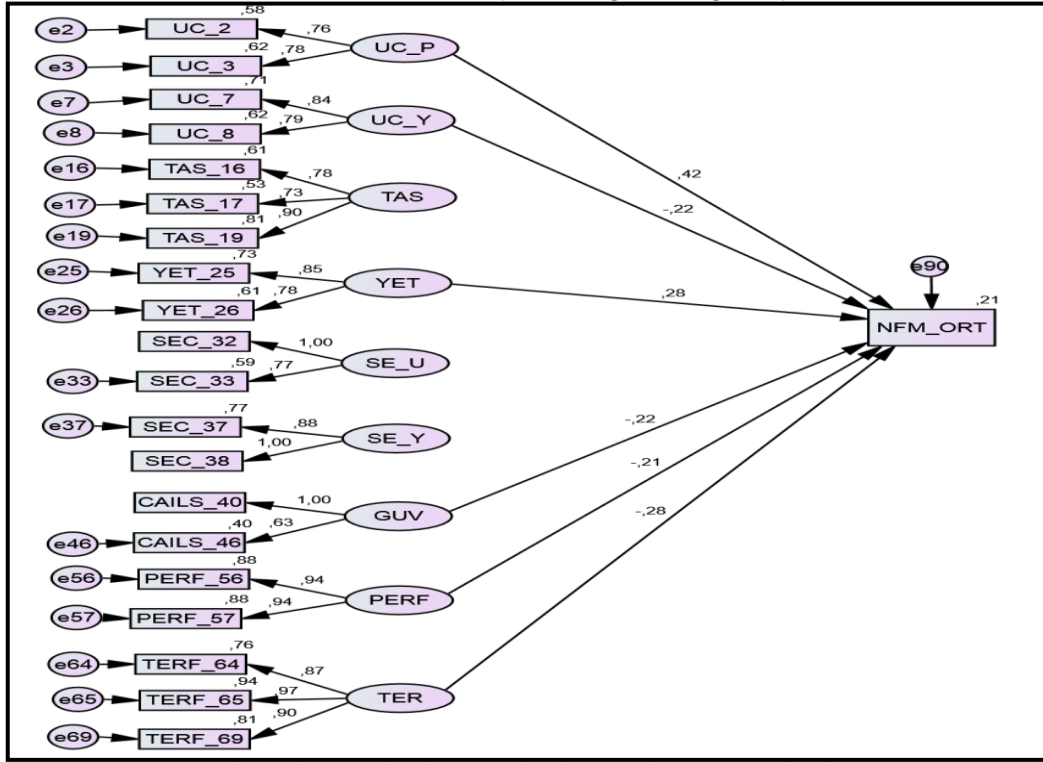 ,58
e2 UC_2 ,76
UC_P
,62 ,78
e3 UC_3
,71
e7 UC_7 ,84
UC_Y
,62 ,79
e8 UC_8
,61
e16 TAS_16 ,78
,53 ,73
e17 TAS_17 TAS
,81 ,90
e19 TAS_19
,73
e25 YET_25 ,85
YET
,61 ,78
e26 YET_26
SEC_32 1,00
SE_U
,59 ,77
e33 SEC_33
,77
e37 SEC_37 ,88
SE_Y
1,00
SEC_38
CAILS_40 1,00
GUV
,40 ,63
e46 CAILS_46
,88
e56 PERF_56 ,94
PERF
,88 ,94
e57 PERF_57
,76
e64 TERF_64 ,87
,94 ,97
e65 TERF_65 TER
,81 ,90
e69 TERF_69
,42
-,22
,28
-,22
-,21
-,28
e90
,21
NFM_ORT